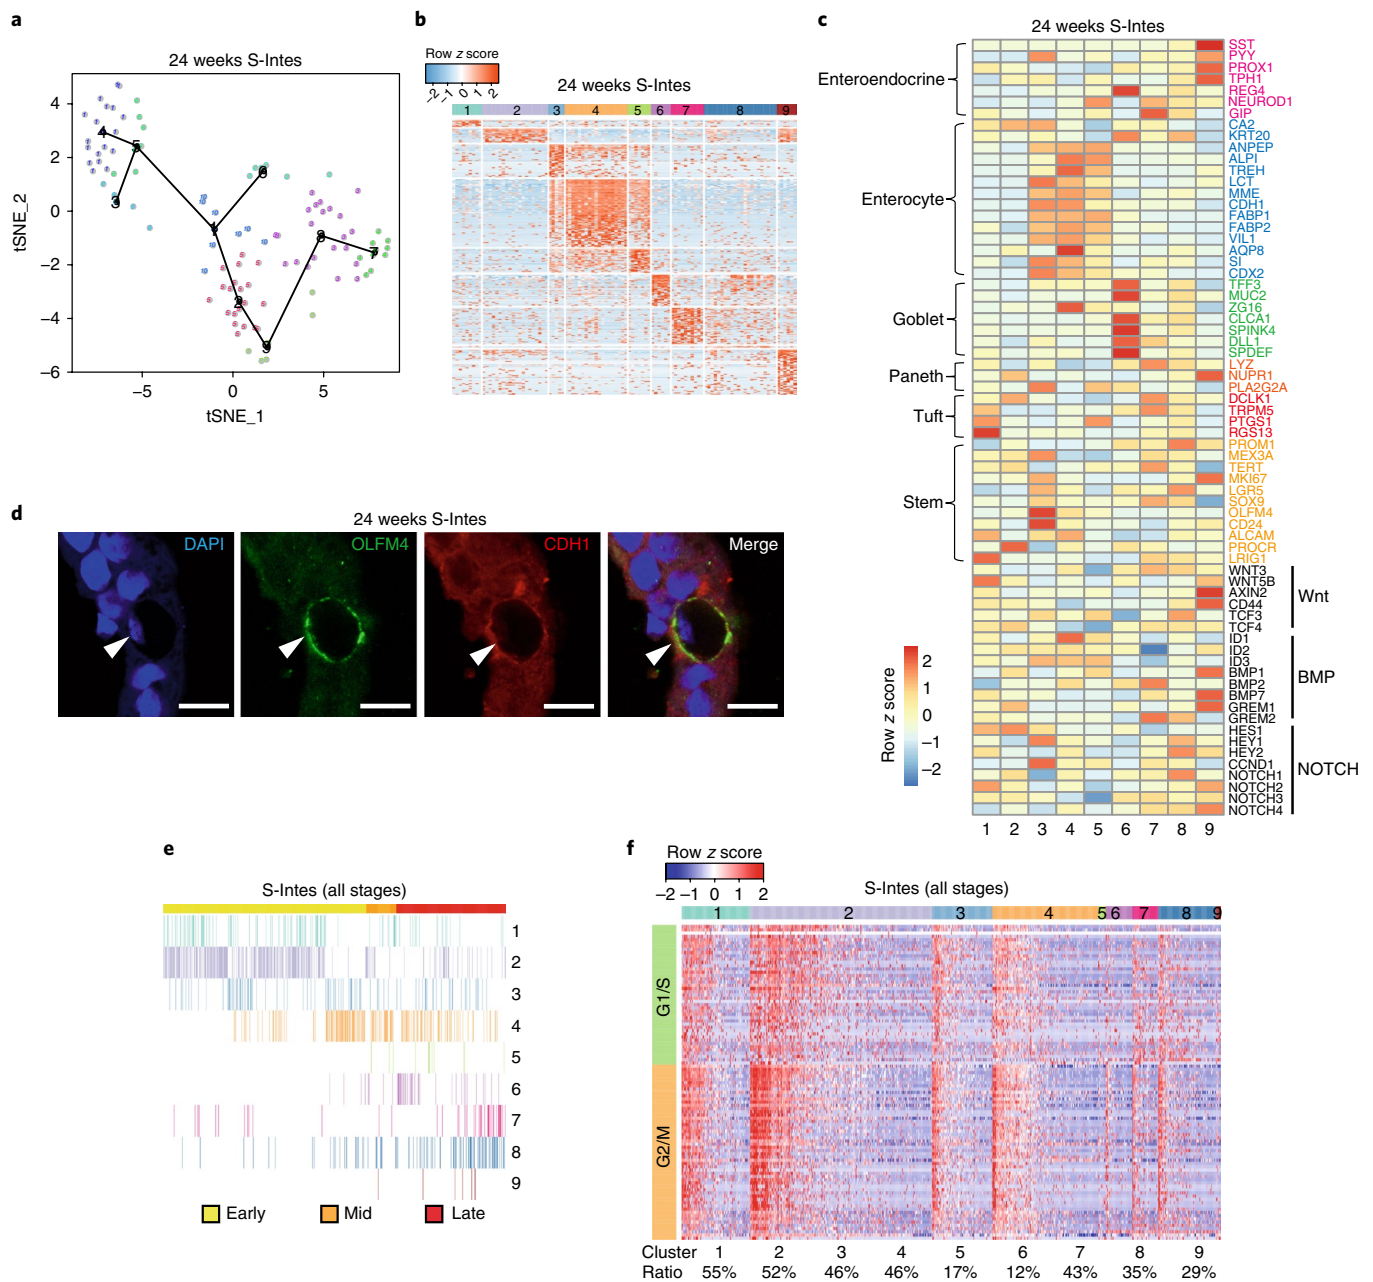 a
24 weeks S-Intes
4
2
0
−2
−4
−6
−5
0
5
tSNE_1
tSNE_2
4
5
3
1
6
8
7
2
9
b
Row z score
−2
−1
0
1
2
24 weeks S-Intes
1 2 3 4 5 6 7 8 9
c
24 weeks S-Intes
Enteroendocrine
SST
PYY
PROX1
TPH1
REG4
NEUROD1
GIP
Enterocyte
CA2
KRT20
ANPEP
ALPI
TREH
LCT
MME
CDH1
FABP1
FABP2
VIL1
AQP8
SI
CDX2
Goblet
TFF3
MUC2
ZG16
CLCA1
SPINK4
DLL1
SPDEF
Paneth
LYZ
NUPR1
PLA2G2A
Tuft
DCLK1
TRPM5
PTGS1
RGS13
Stem
PROM1
MEX3A
TERT
MKI67
LGR5
SOX9
OLFM4
CD24
ALCAM
PROCR
LRIG1
Wnt
WNT3
WNT5B
AXIN2
CD44
TCF3
TCF4
BMP
ID1
ID2
ID3
BMP1
BMP2
BMP7
GREM1
GREM2
NOTCH
HES1
HEY1
HEY2
CCND1
NOTCH1
NOTCH2
NOTCH3
NOTCH4
1 2 3 4 5 6 7 8 9
Row z score
2
1
0
−1
−2
d
24 weeks S-Intes
DAPI
OLFM4
CDH1
Merge
e
S-Intes (all stages)
1
2
3
4
5
6
7
8
9
Early
Mid
Late
f
Row z score
−2 −1 0 1 2
S-Intes (all stages)
1 2 3 4 5 6 7 8 9
G1/S
G2/M
Cluster 1 2 3 4 5 6 7 8 9
Ratio 55% 52% 46% 46% 17% 12% 43% 35% 29%